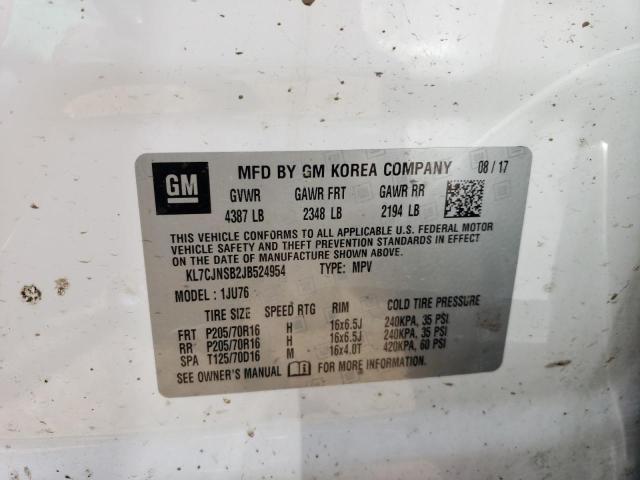 GM
MFD BY GM KOREA COMPANY 08/17
GVWR GAWR FRT GAWR RR
4387 LB 2348 LB 2194 LB
THIS VEHICLE CONFORMS TO ALL APPLICABLE U.S. FEDERAL MOTOR
VEHICLE SAFETY AND THEFT PREVENTION STANDARDS IN EFFECT
ON THE DATE OF MANUFACTURE SHOWN ABOVE.
KL7CJNSB2JB524954 TYPE: MPV
MODEL: 1JU76
TIRE SIZE SPEED RTG RIM COLD TIRE PRESSURE
FRT P205/70R16 H 16x6.5J 240KPA, 35 PSI
RR P205/70R16 H 16x6.5J 240KPA, 35 PSI
SPA T125/70D16 M 16x4.0T 420KPA, 60 PSI
SEE OWNER'S MANUAL FOR MORE INFORMATION.